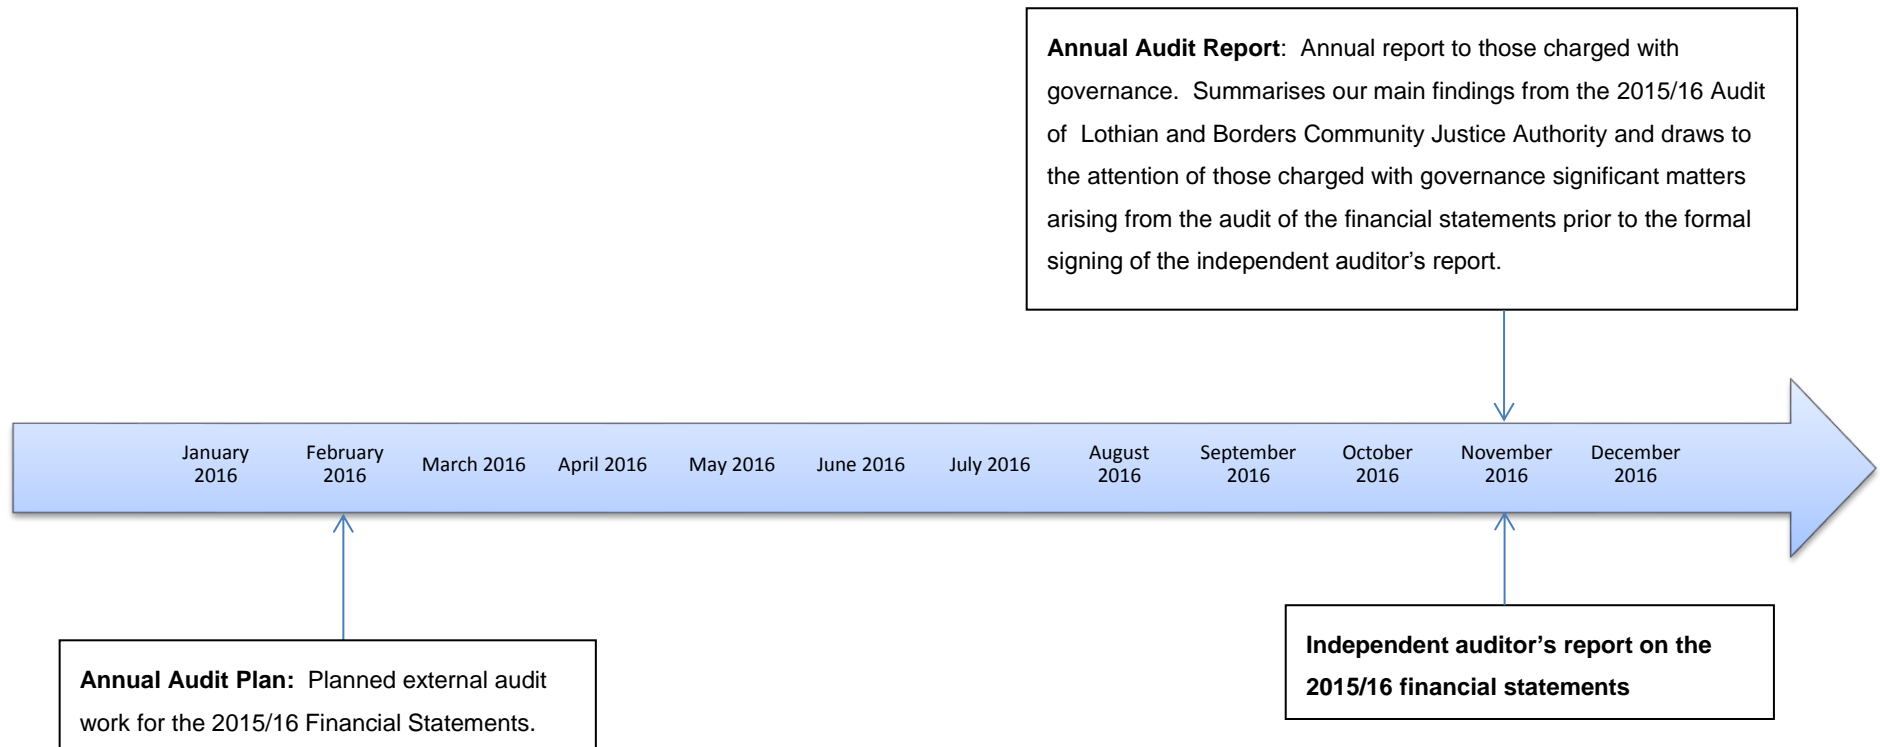 Annual Audit Report:  Annual report to those charged with
governance.  Summarises our main findings from the 2015/16 Audit
of  Lothian and Borders Community Justice Authority and draws to
the attention of those charged with governance significant matters
arising from the audit of the financial statements prior to the formal
signing of the independent auditor’s report.
January
2016
February
2016
March 2016
April 2016
May 2016
June 2016
July 2016
August
2016
September
2016
October
2016
November
2016
December
2016
Annual Audit Plan:  Planned external audit
work for the 2015/16 Financial Statements.
Independent auditor’s report on the
2015/16 financial statements